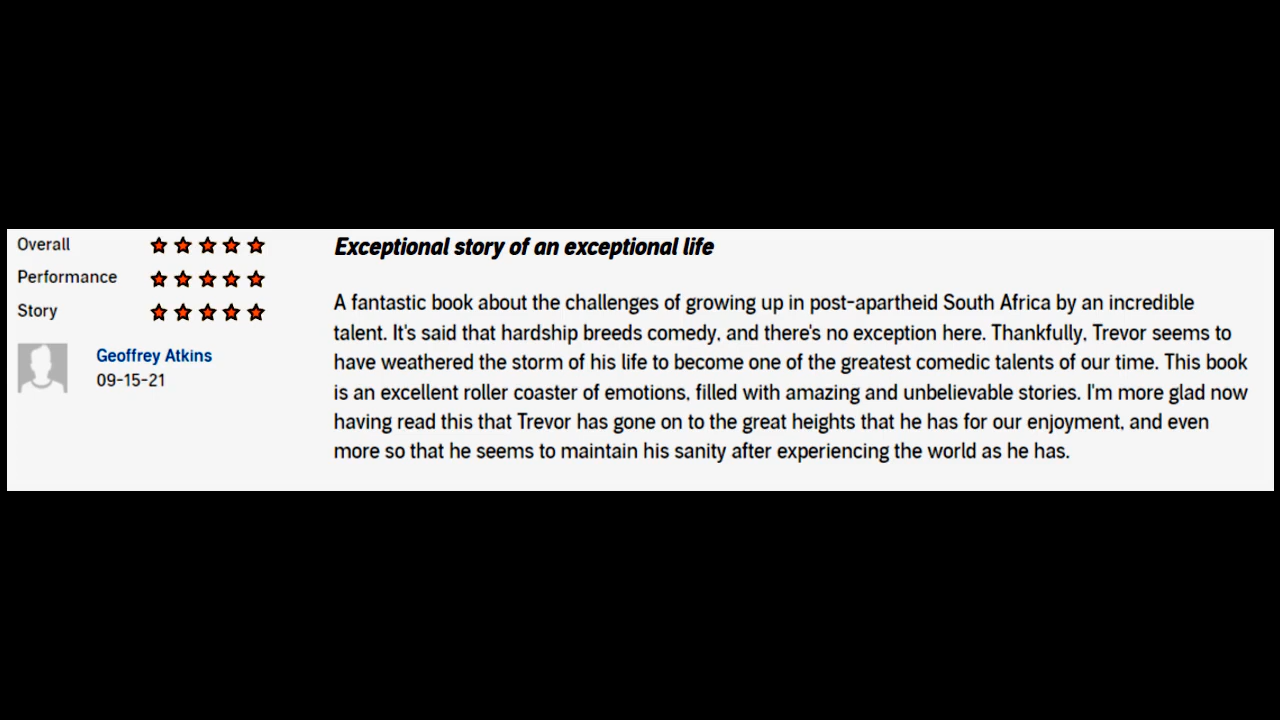 Overall
Performance
Story
Geoffrey Atkins
09-15-21
Exceptional story of an exceptional life
A fantastic book about the challenges of growing up in post-apartheid South Africa by an incredible
talent. It's said that hardship breeds comedy, and there's no exception here. Thankfully, Trevor seems to
have weathered the storm of his life to become one of the greatest comedic talents of our time. This book
is an excellent roller coaster of emotions, filled with amazing and unbelievable stories. I'm more glad now
having read this that Trevor has gone on to the great heights that he has for our enjoyment, and even
more so that he seems to maintain his sanity after experiencing the world as he has.